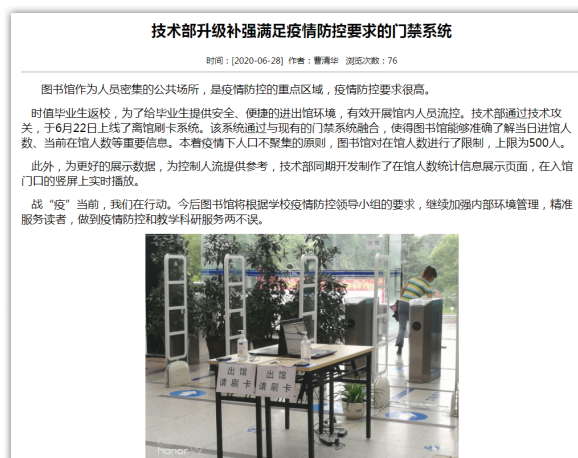 技术部升级补强满足疫情防控要求的门禁系统
时间：[2020-06-28] 作者：曹清华 浏览次数：76
图书馆作为人员密集的公共场所，是疫情防控的重点区域，疫情防控要求很高。
时值毕业生返校，为了给毕业生提供安全、便捷的进出馆环境，有效开展馆内人员流控。技术部通过技术攻
关，于6月22日上线了离馆刷卡系统。该系统通过与现有的门禁系统融合，使得图书馆能够准确了解当日进馆人
数、当前在馆人数等重要信息。本着疫情下人口不聚集的原则，图书馆对在馆人数进行了限制，上限为500人。
此外，为更好的展示数据，为控制人流提供参考，技术部同期开发制作了在馆人数统计信息展示页面，在入馆
门口的竖屏上实时播放。
战“疫”当前，我们在行动。今后图书馆将根据学校疫情防控领导小组的要求，继续加强内部环境管理，精准
服务读者，做到疫情防控和教学科研服务两不误。
出馆
请刷卡
出馆
请刷卡
honor